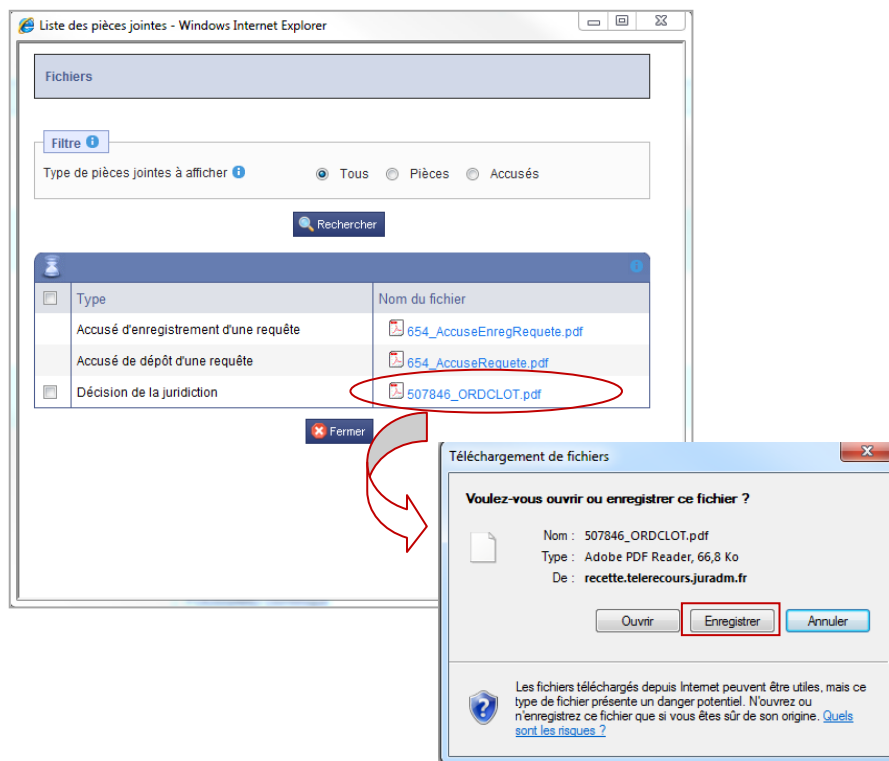 Liste des pièces jointes - Windows Internet Explorer
Fichiers
Filtre
Type de pièces jointes à afficher Tous Pièces Accusés
Rechercher
Type Nom du fichier
Accusé d'enregistrement d'une requête 654_AccuseEnregRequete.pdf
Accusé de dépôt d'une requête 654_AccuseRequete.pdf
Décision de la juridiction 507846_ORDCLOT.pdf
Fermer
Téléchargement de fichiers
Voulez-vous ouvrir ou enregistrer ce fichier ?
Nom : 507846_ORDCLOT.pdf
Type : Adobe PDF Reader, 66,8 Ko
De : recette.telerecours.juradm.fr
Ouvrir Enregistrer Annuler
Les fichiers téléchargés depuis Internet peuvent être utiles, mais ce
type de fichier présente un danger potentiel. N'ouvrez ou
n'enregistrez ce fichier que si vous êtes sûr de son origine. Quels
sont les risques ?